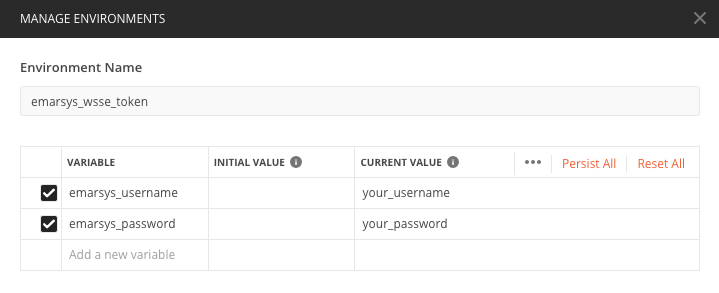 MANAGE ENVIRONMENTS
Environment Name
emarsys_wsse_token
VARIABLE INITIAL VALUE CURRENT VALUE Persist All Reset All
emarsys_username your_username
emarsys_password your_password
Add a new variable